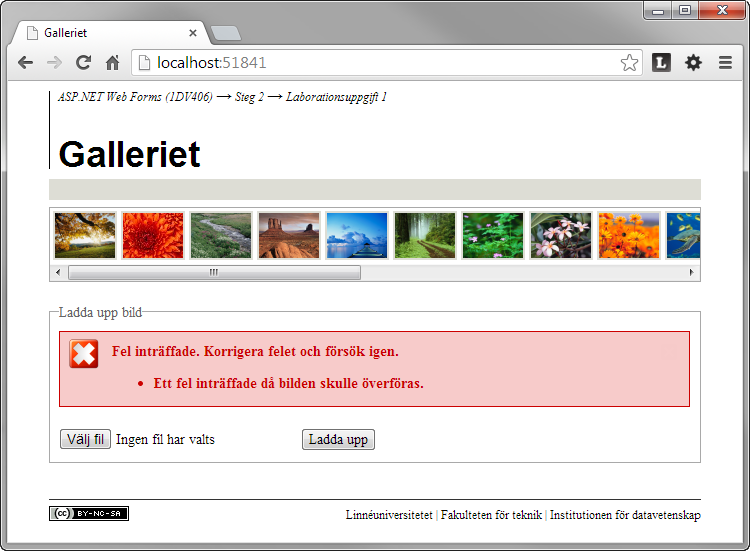 Galleriet
localhost:51841
L
ASP.NET Web Forms (1DV406) → Steg 2 → Laborationsuppgift 1
Galleriet
Ladda upp bild
Fel inträffade. Korrigera felet och försök igen.
• Ett fel inträffade då bilden skulle överföras.
Välj fil Ingen fil har valts Ladda upp
(cc) BY-NC-SA Linnéuniversitetet | Fakulteten för teknik | Institutionen för datavetenskap